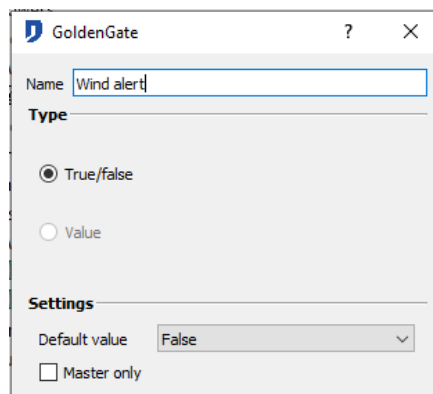 GoldenGate ?
Name Wind alert
Type
True/false
Value
Settings
Default value False
Master only